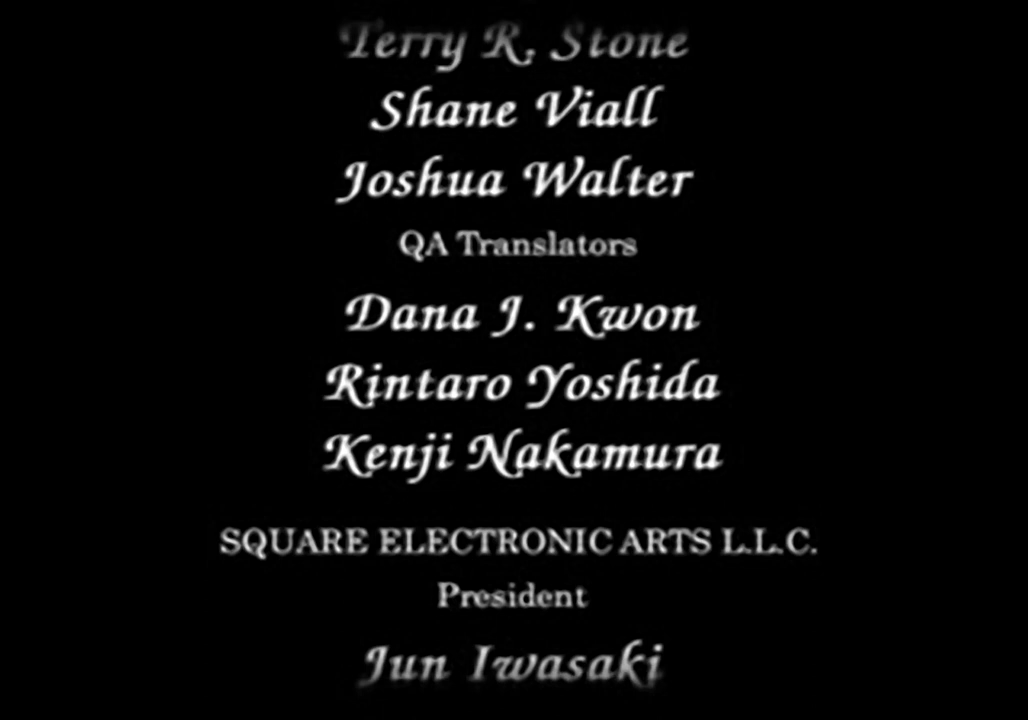 Terry R. Stone
Shane Viall
Joshua Walter
QA Translators
Dana J. Kwon
Rintaro Yoshida
Kenji Nakamura
SQUARE ELECTRONIC ARTS L.L.C.
President
Jun Iwasaki